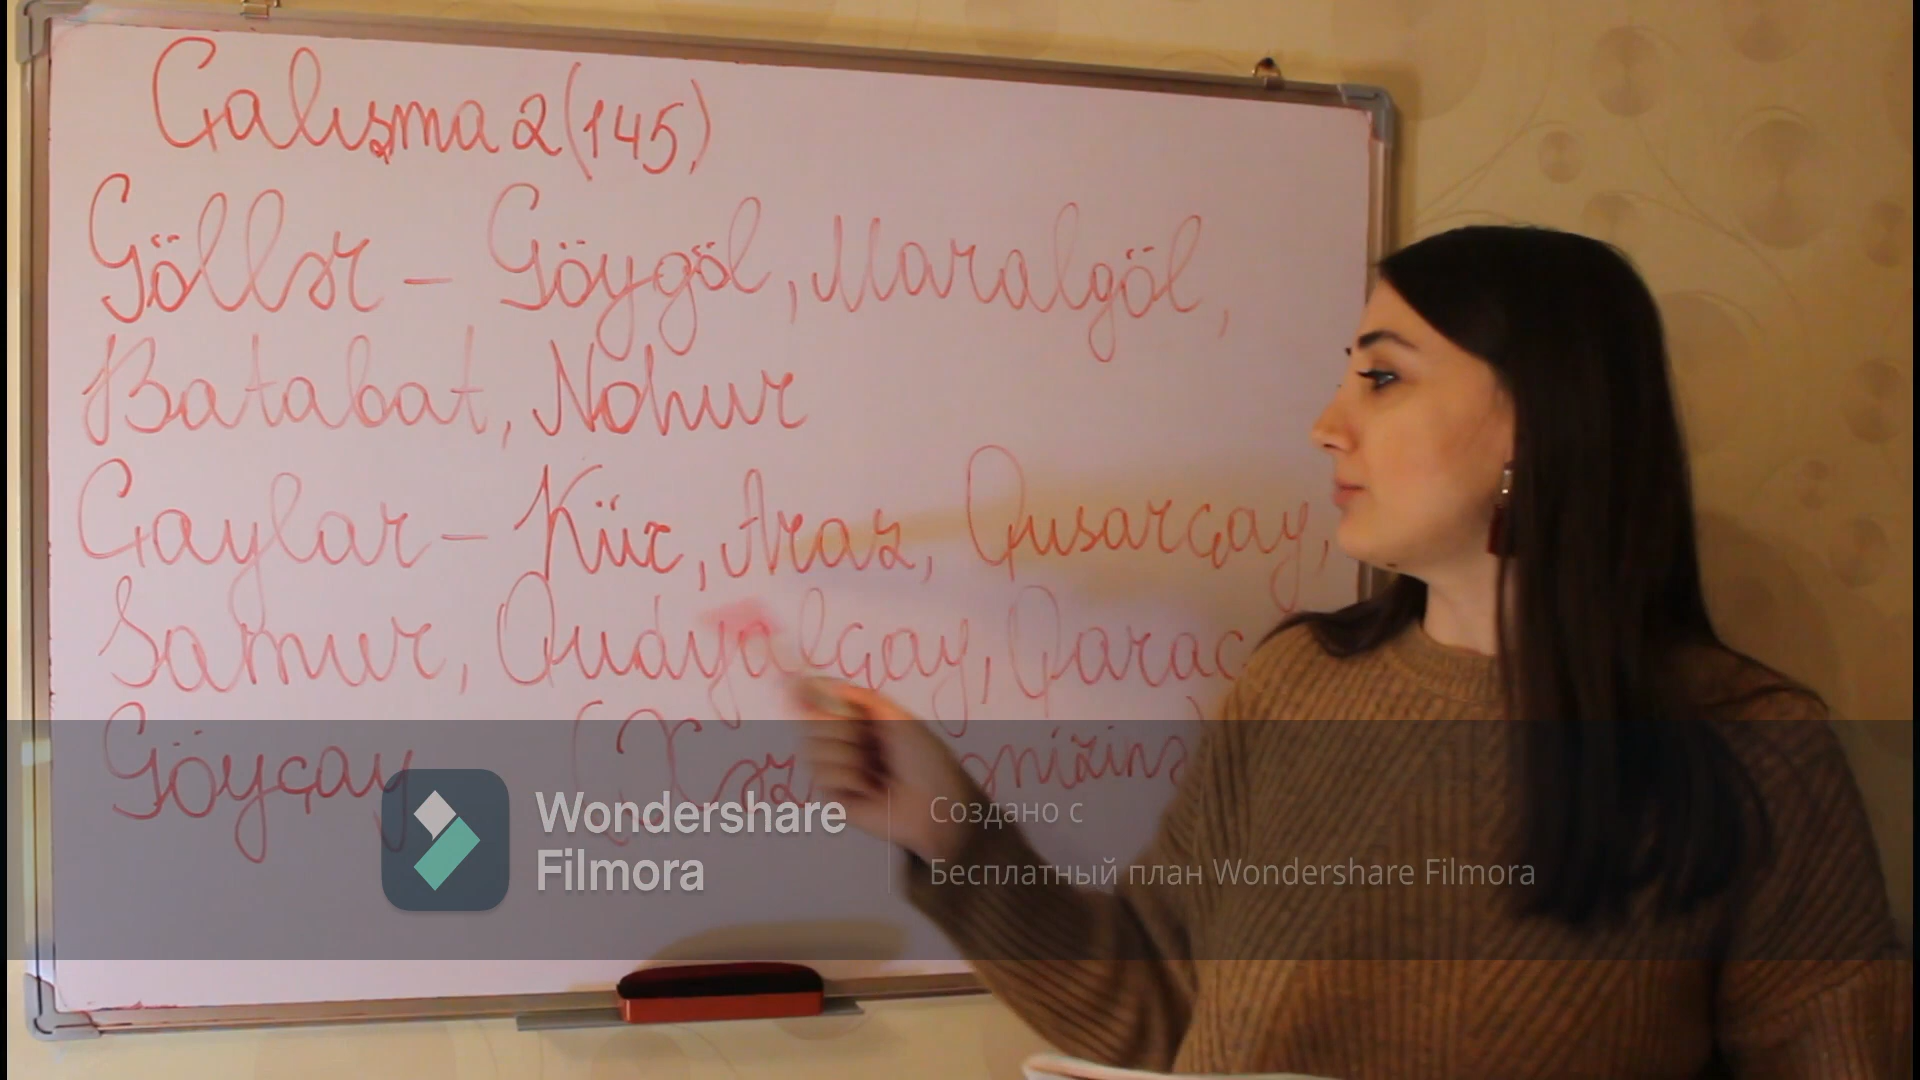 Çalışma 2 (145)
Göllər – Göygöl, Maralgöl,
Batabat, Nohur
Çaylar – Kür, Araz, Qusarçay,
Samur, Qudyalçay,
Göyçay
Wondershare
Filmora
Создано с
Бесплатный план Wondershare Filmora